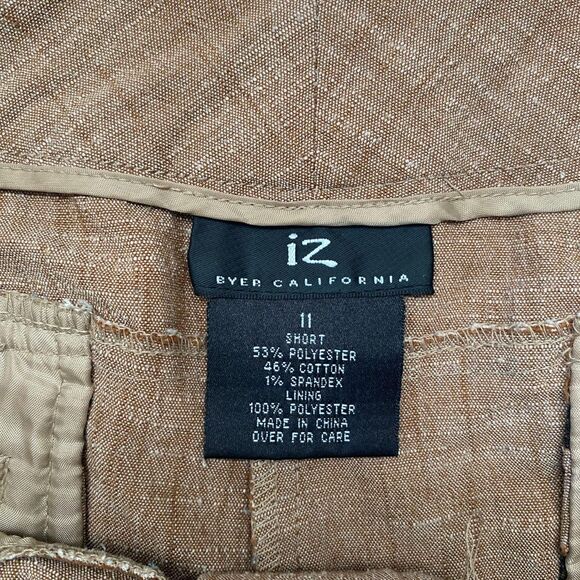 iz
BYER CALIFORNIA
11
SHORT
53% POLYESTER
46% COTTON
1% SPANDEX
LINING
100% POLYESTER
MADE IN CHINA
OVER FOR CARE